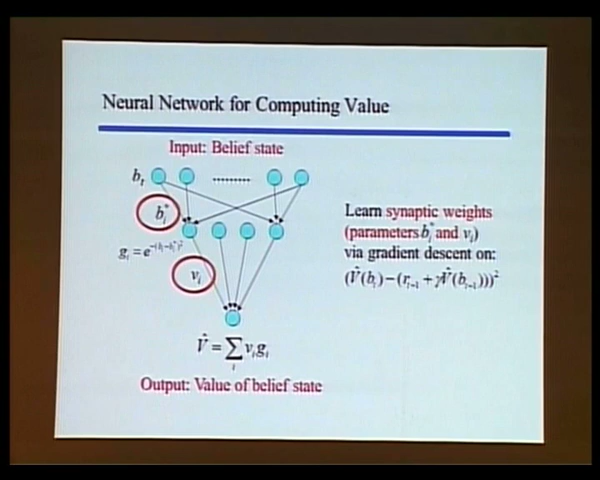 Neural Network for Computing Value
Input: Belief state
b_t
.........
b_i^*
g_i = e^{-(b_t-b_i^*)^2}
v_i
V̂ = ∑_i v_i g_i
Output: Value of belief state
Learn synaptic weights
(parameters b_i^* and v_i)
via gradient descent on:
(V̂(b_t) − (r_{t−1} + γV̂(b_{t−1})))²